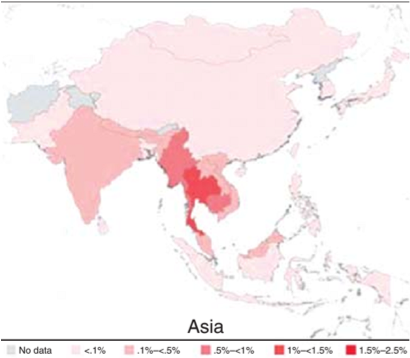 Asia
No data <.1% .1%–<.5% .5%–<1% 1%–<1.5% 1.5%–2.5%